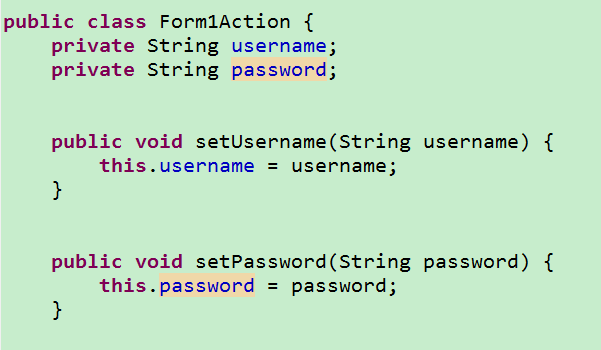 public class Form1Action {
    private String username;
    private String password;
    public void setUsername(String username) {
        this.username = username;
    }
    public void setPassword(String password) {
        this.password = password;
    }